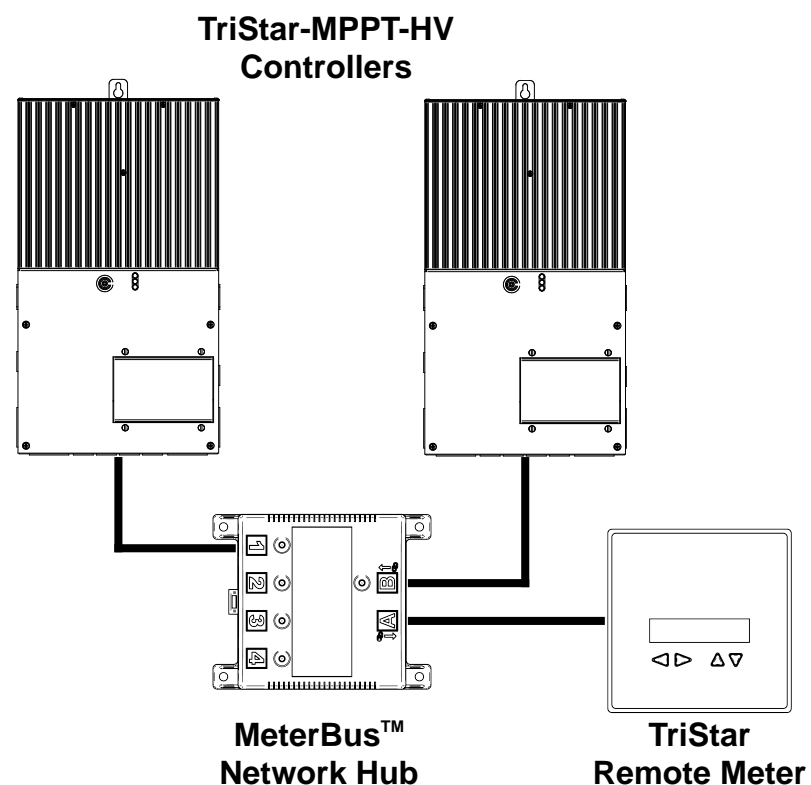 TriStar-MPPT-HV
Controllers
1
2
3
4
B
A
MeterBus™
Network Hub
TriStar
Remote Meter